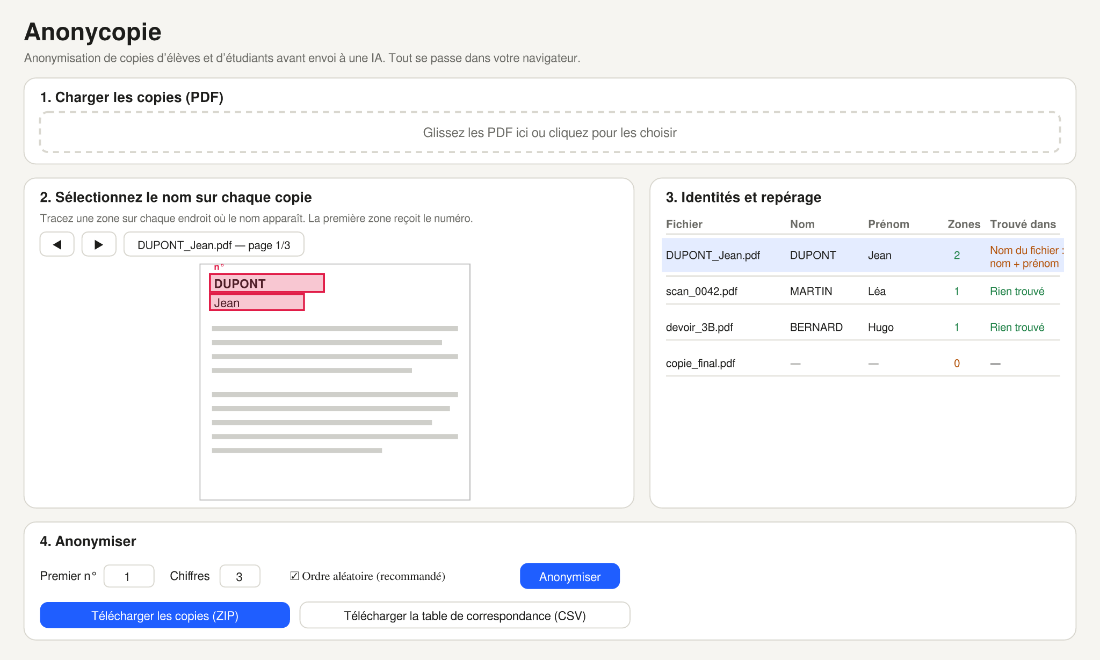 Anonycopie
Anonymisation de copies d'élèves et d'étudiants avant envoi à une IA. Tout se passe dans votre navigateur.
1. Charger les copies (PDF)
Glissez les PDF ici ou cliquez pour les choisir
2. Sélectionnez le nom sur chaque copie
Tracez une zone sur chaque endroit où le nom apparaît. La première zone reçoit le numéro.
◀ ▶ DUPONT_Jean.pdf — page 1/3
n°
DUPONT
Jean
3. Identités et repérage
Fichier Nom Prénom Zones Trouvé dans
DUPONT_Jean.pdf DUPONT Jean 2 Nom du fichier :
nom + prénom
scan_0042.pdf MARTIN Léa 1 Rien trouvé
devoir_3B.pdf BERNARD Hugo 1 Rien trouvé
copie_final.pdf — — 0 —
4. Anonymiser
Premier n° 1 Chiffres 3 ☑ Ordre aléatoire (recommandé) Anonymiser
Télécharger les copies (ZIP) Télécharger la table de correspondance (CSV)